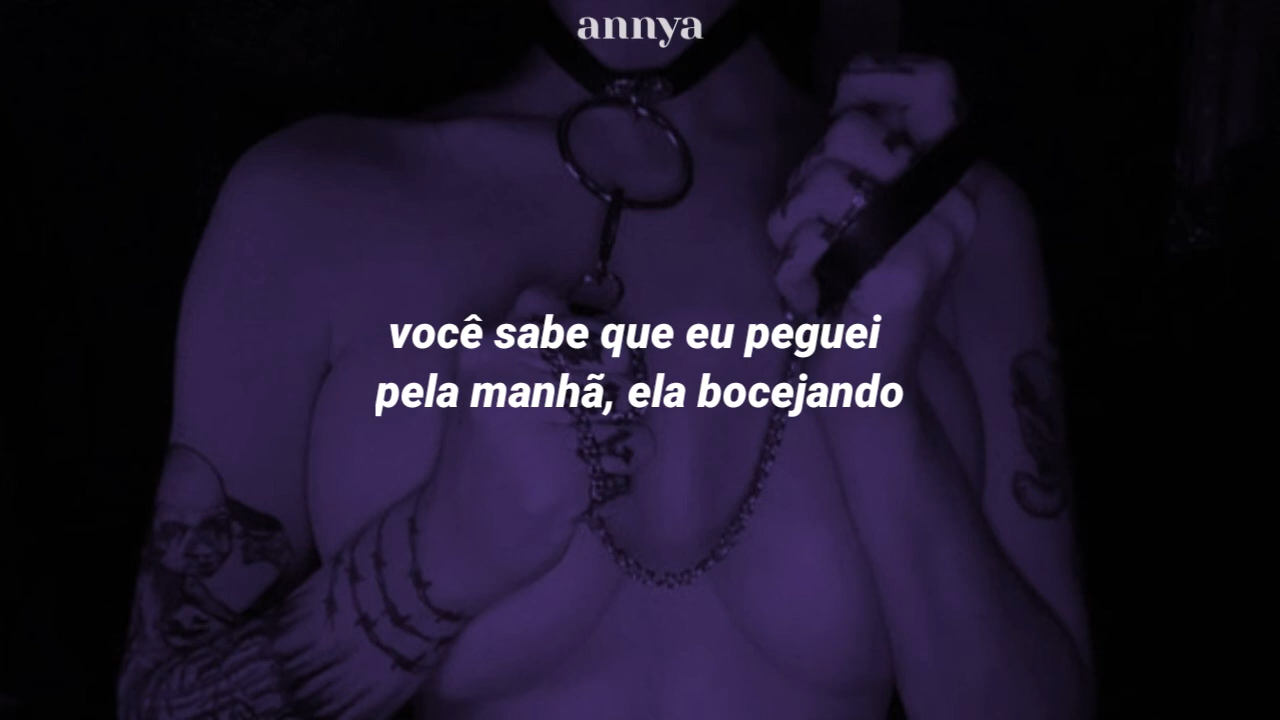 annya
você sabe que eu peguei
pela manhã, ela bocejando